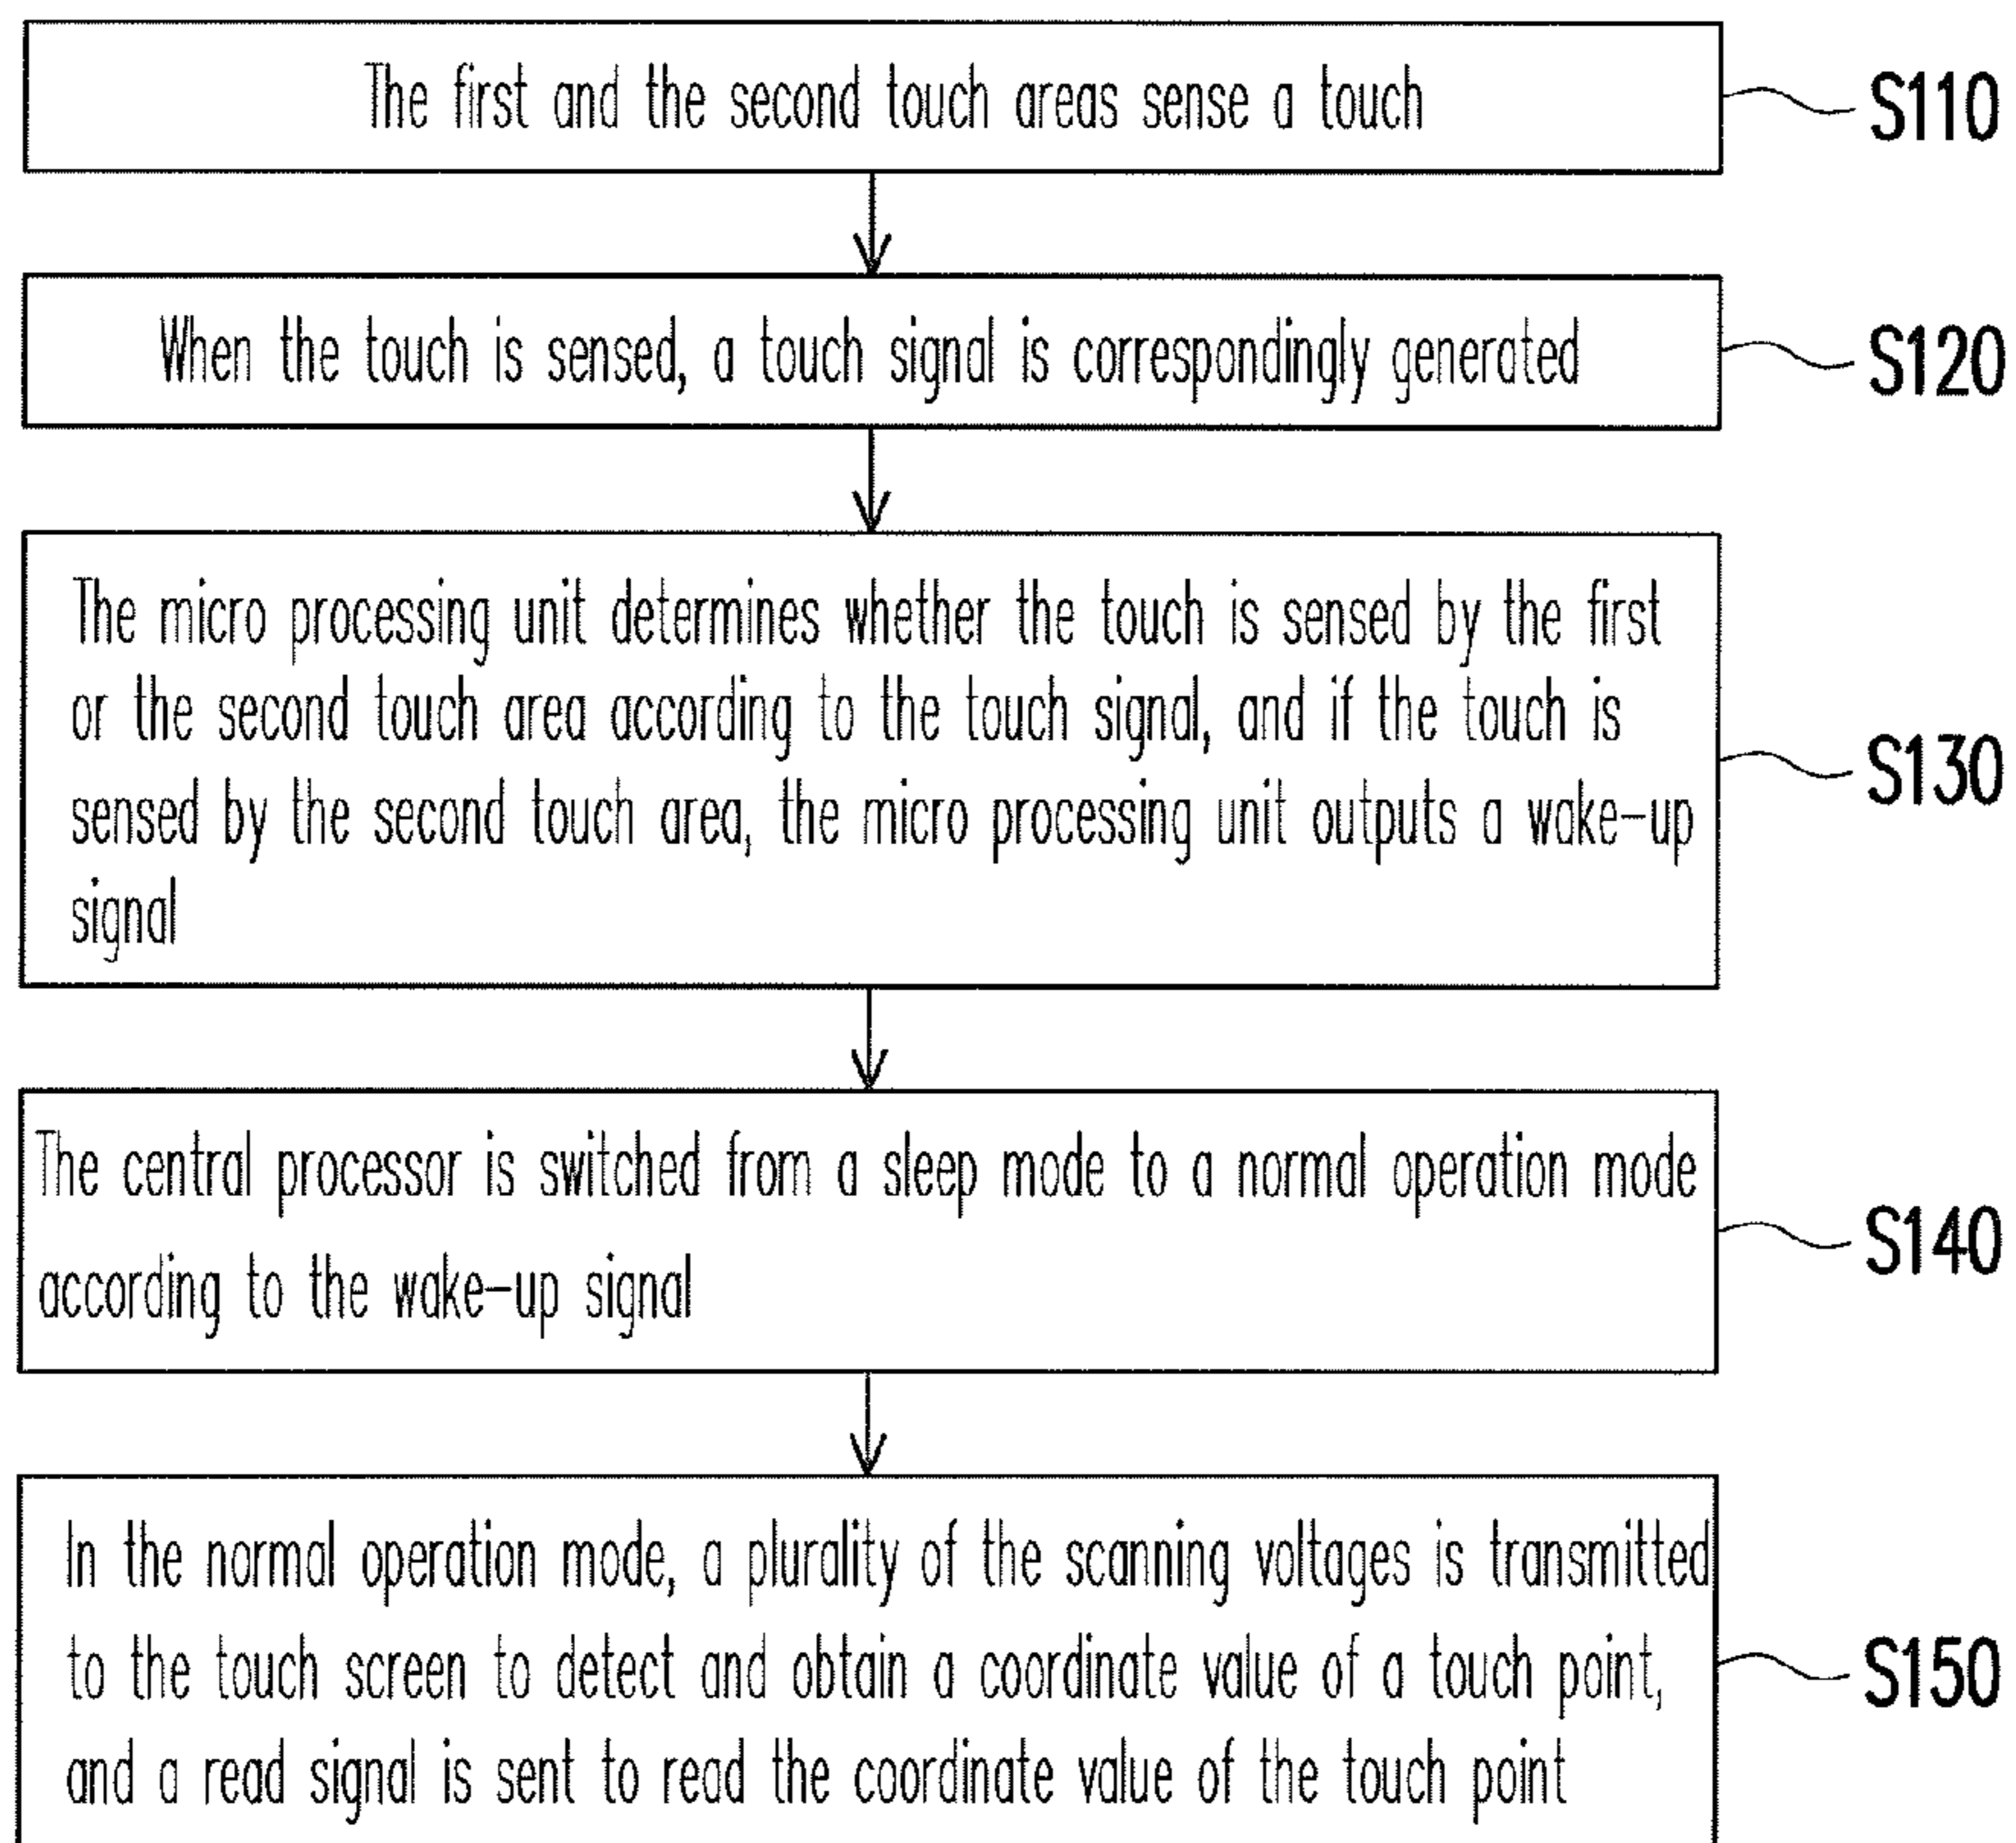 The first and the second touch areas sense a touch
S110
When the touch is sensed, a touch signal is correspondingly generated
S120
The micro processing unit determines whether the touch is sensed by the first
or the second touch area according to the touch signal, and if the touch is
sensed by the second touch area, the micro processing unit outputs a wake-up
signal
S130
The central processor is switched from a sleep mode to a normal operation mode
according to the wake-up signal
S140
In the normal operation mode, a plurality of the scanning voltages is transmitted
to the touch screen to detect and obtain a coordinate value of a touch point,
and a read signal is sent to read the coordinate value of the touch point
S150